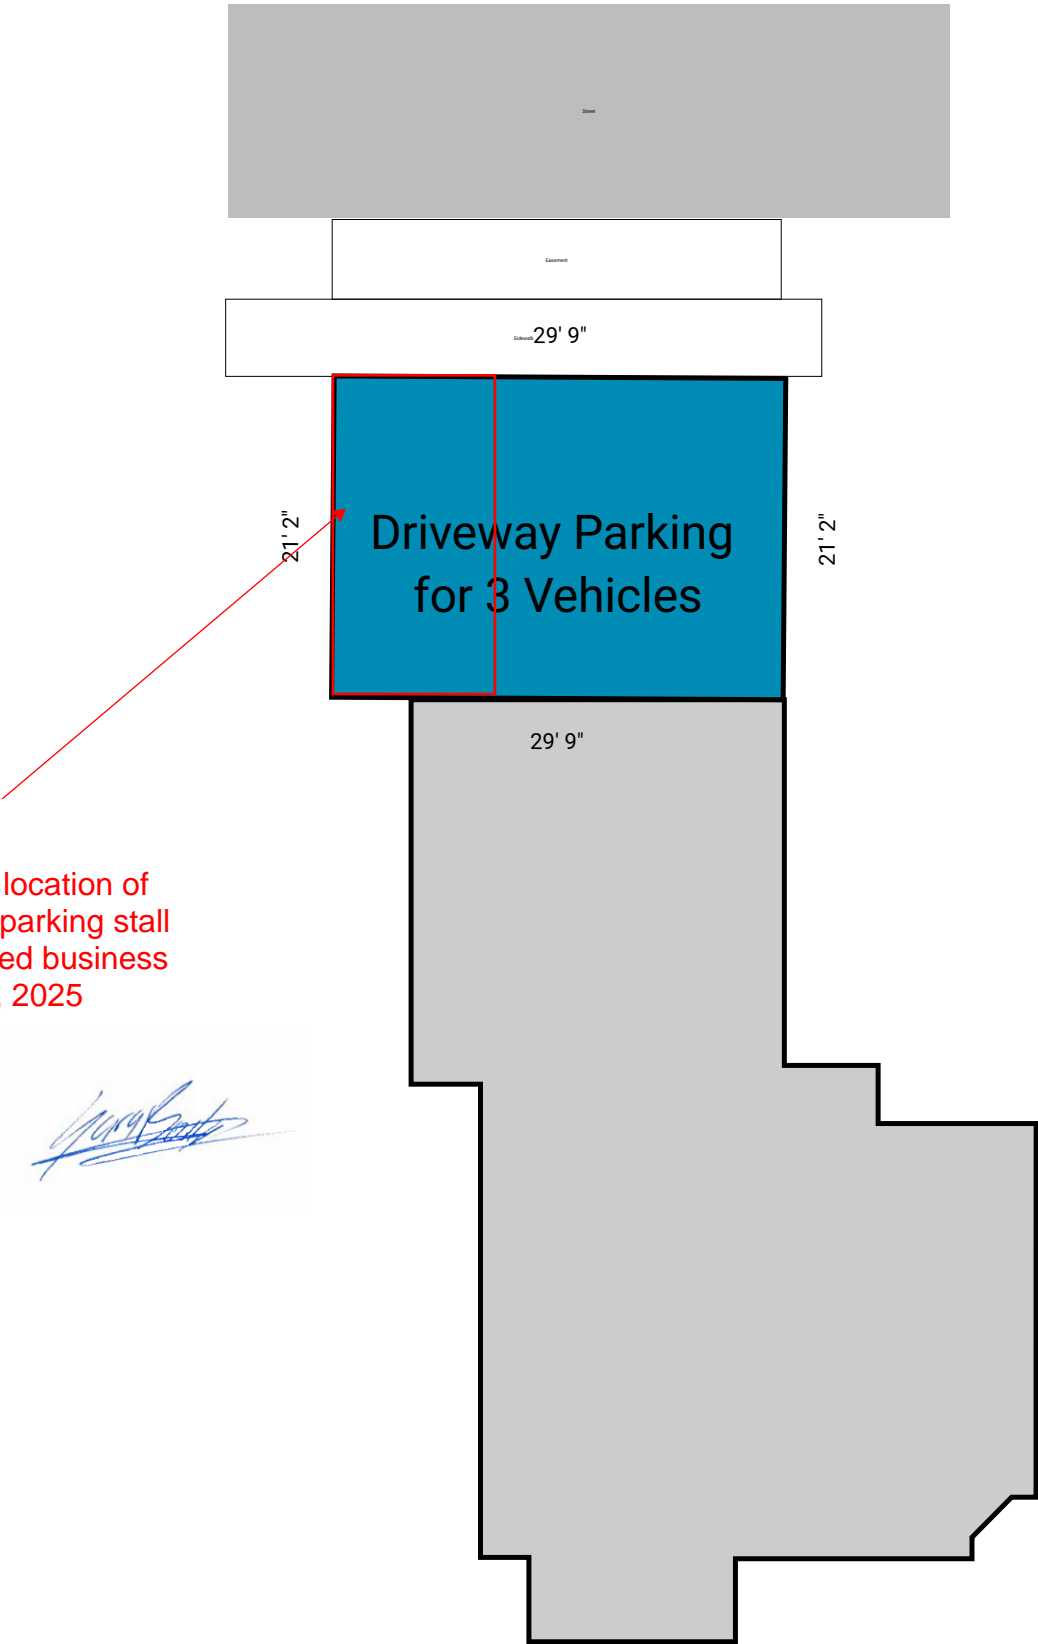 Street
Easement
Sidewalk 29' 9"
21' 2"
21' 2"
Driveway Parking
for 3 Vehicles
29' 9"
location of
parking stall
ed business
, 2025